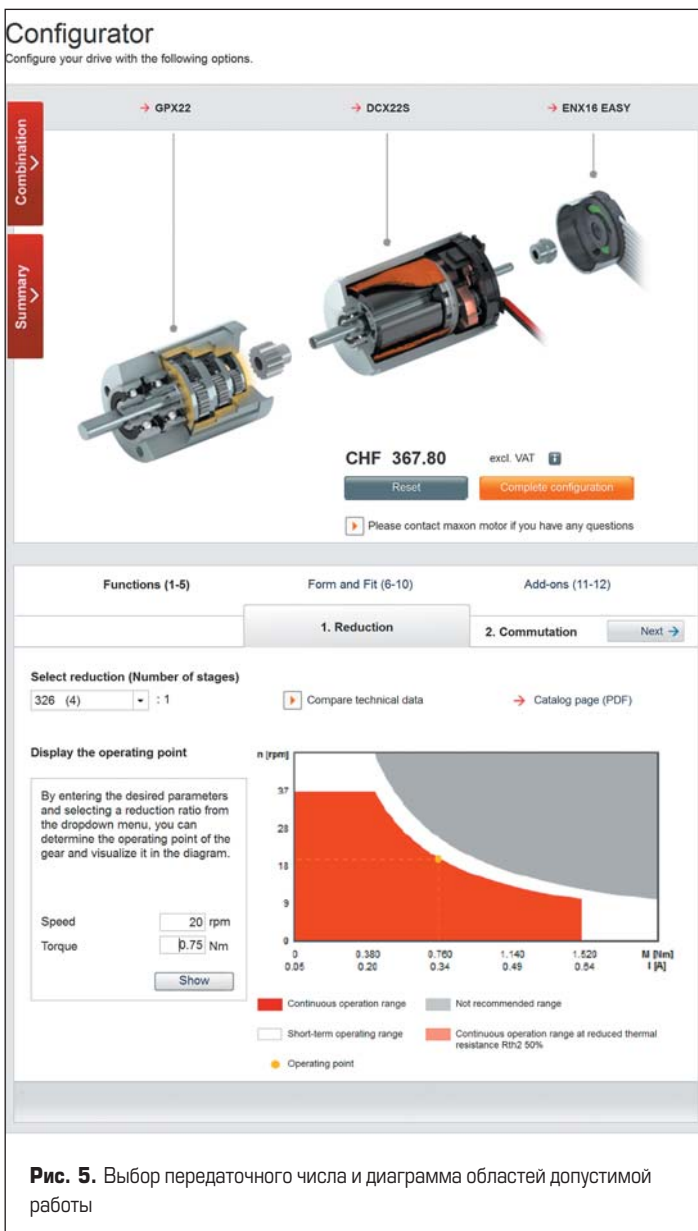 Configurator
Configure your drive with the following options.
→ GPX22
→ DCX22S
→ ENX16 EASY
Combination
Summary
CHF 367.80
excl. VAT
i
Reset
Complete configuration
Please contact maxon motor if you have any questions
Functions (1-5)
Form and Fit (6-10)
Add-ons (11-12)
1. Reduction
2. Commutation
Next →
Select reduction (Number of stages)
326 (4)
: 1
Compare technical data
→ Catalog page (PDF)
Display the operating point
By entering the desired parameters
and selecting a reduction ratio from
the dropdown menu, you can
determine the operating point of the
gear and visualize it in the diagram.
Speed
20 rpm
Torque
0.75 Nm
Show
n [rpm]
37
28
18
9
0
0 0.380 0.760 1.140 1.520 M [Nm]
0.05 0.20 0.34 0.49 0.64 I [A]
Continuous operation range
Not recommended range
Short-term operating range
Continuous operation range at reduced thermal
resistance Rth2 50%
Operating point
Рис. 5. Выбор передаточного числа и диаграмма областей допустимой
работы